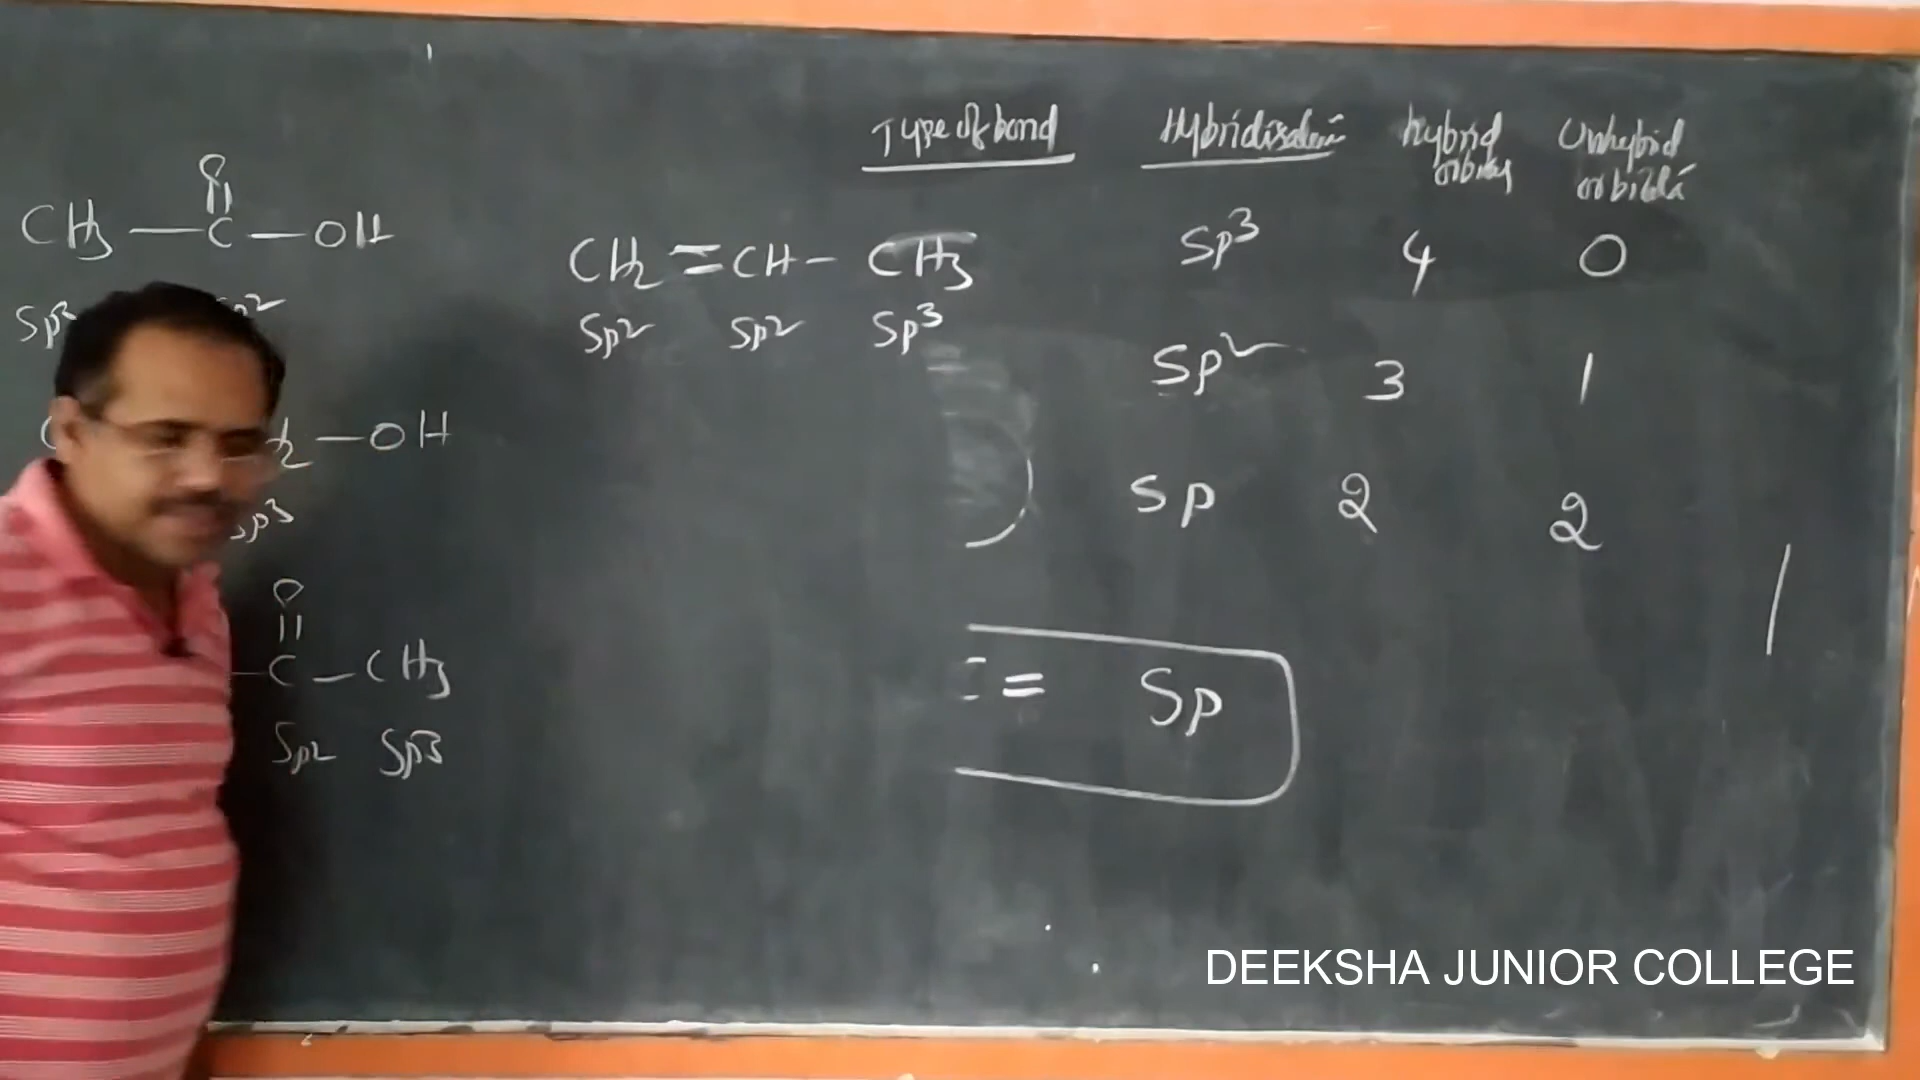 Type of bond Hybridisation hybrid Unhybrid
orbitals orbitals
O
CH3 — C — OH
sp3 sp2
CH2 = CH - CH3
Sp2 Sp2 Sp3
Sp3 4 0
Sp2 3 1
Sp 2 2
— OH
sp3
O
- C - CH3
Sp2 Sp3
= Sp
DEEKSHA JUNIOR COLLEGE